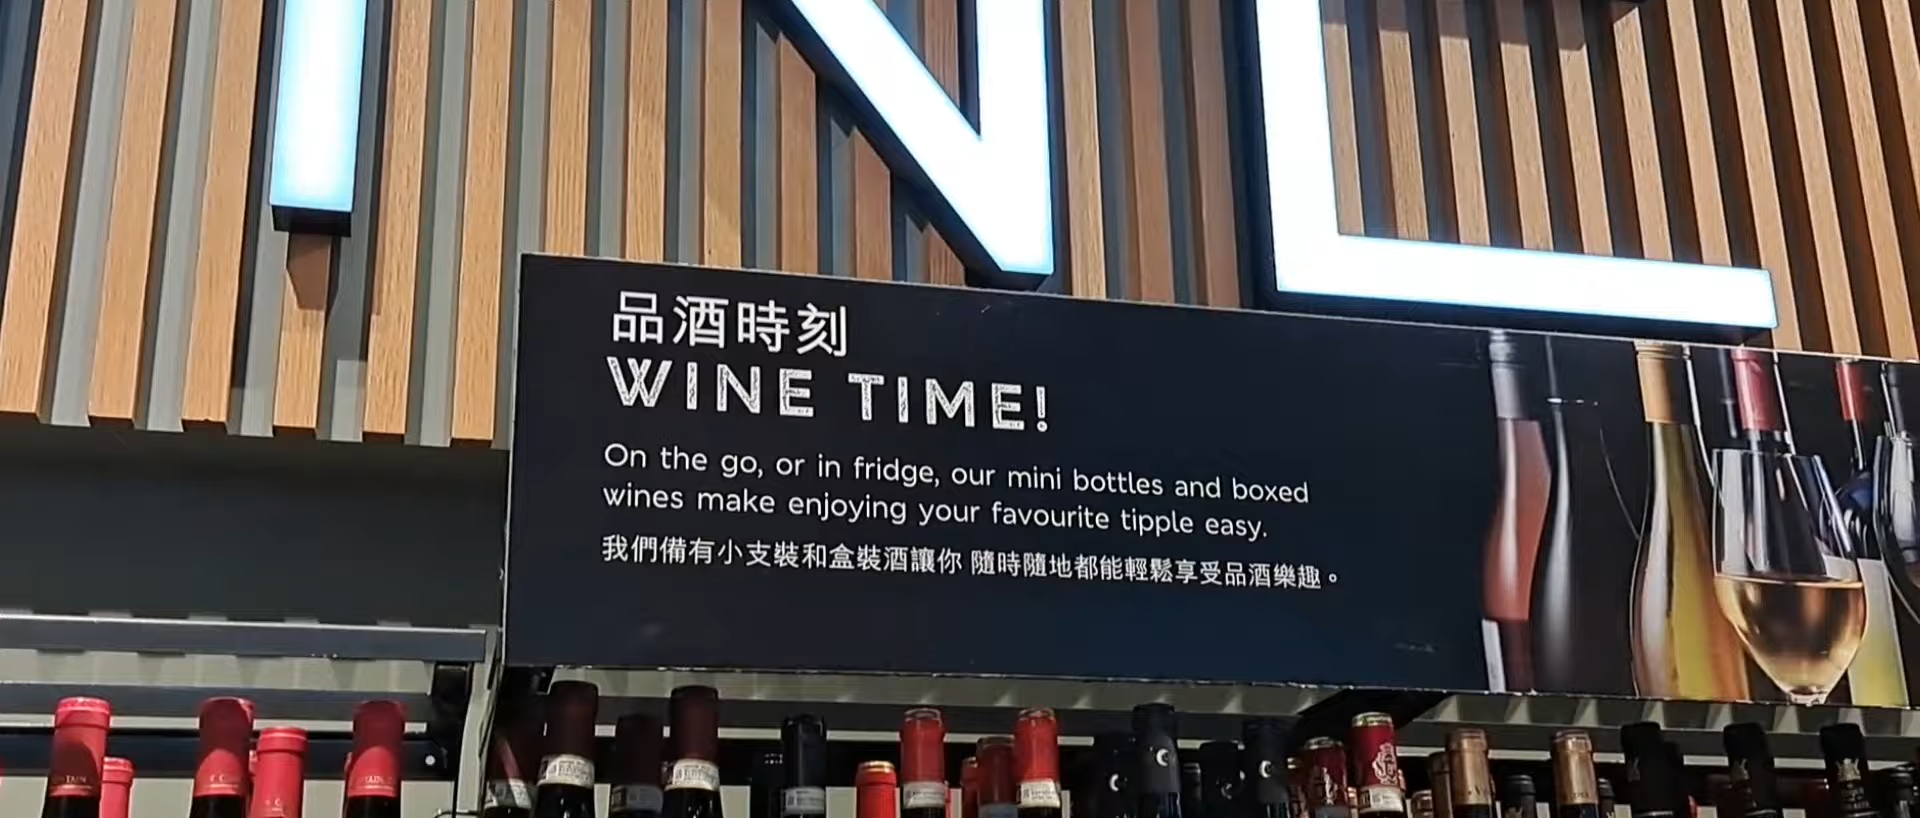 INE
品酒時刻
WINE TIME!
On the go, or in fridge, our mini bottles and boxed
wines make enjoying your favourite tipple easy.
我們備有小支裝和盒裝酒讓你 隨時隨地都能輕鬆享受品酒樂趣。